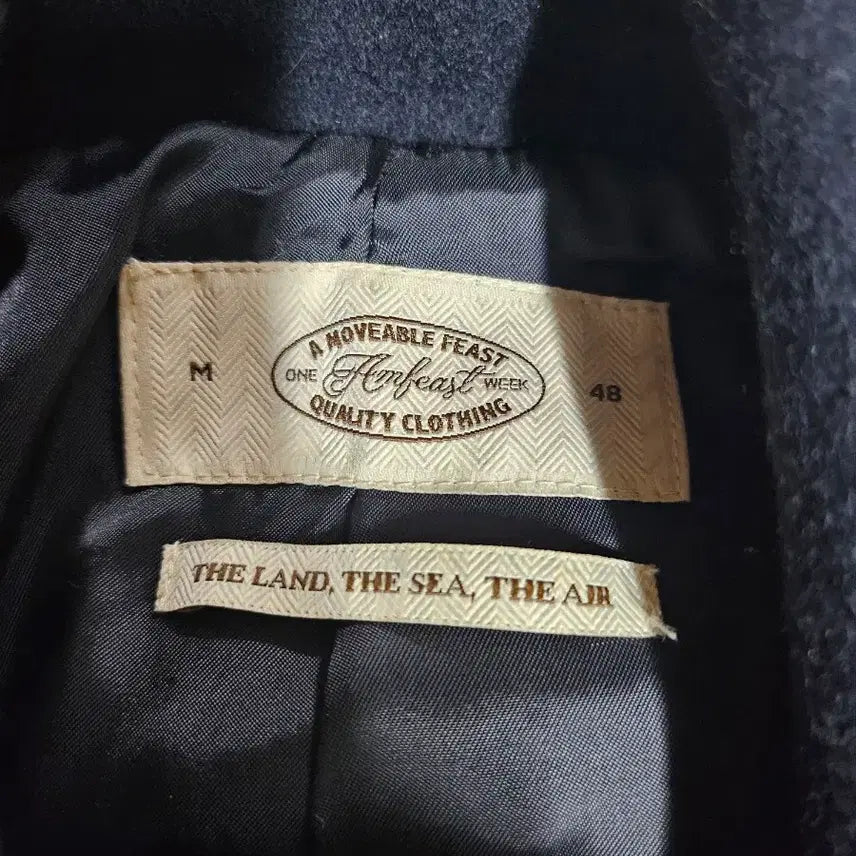 A MOVEABLE FEAST
M ONE Amfeast WEEK 48
QUALITY CLOTHING
THE LAND, THE SEA, THE AIR